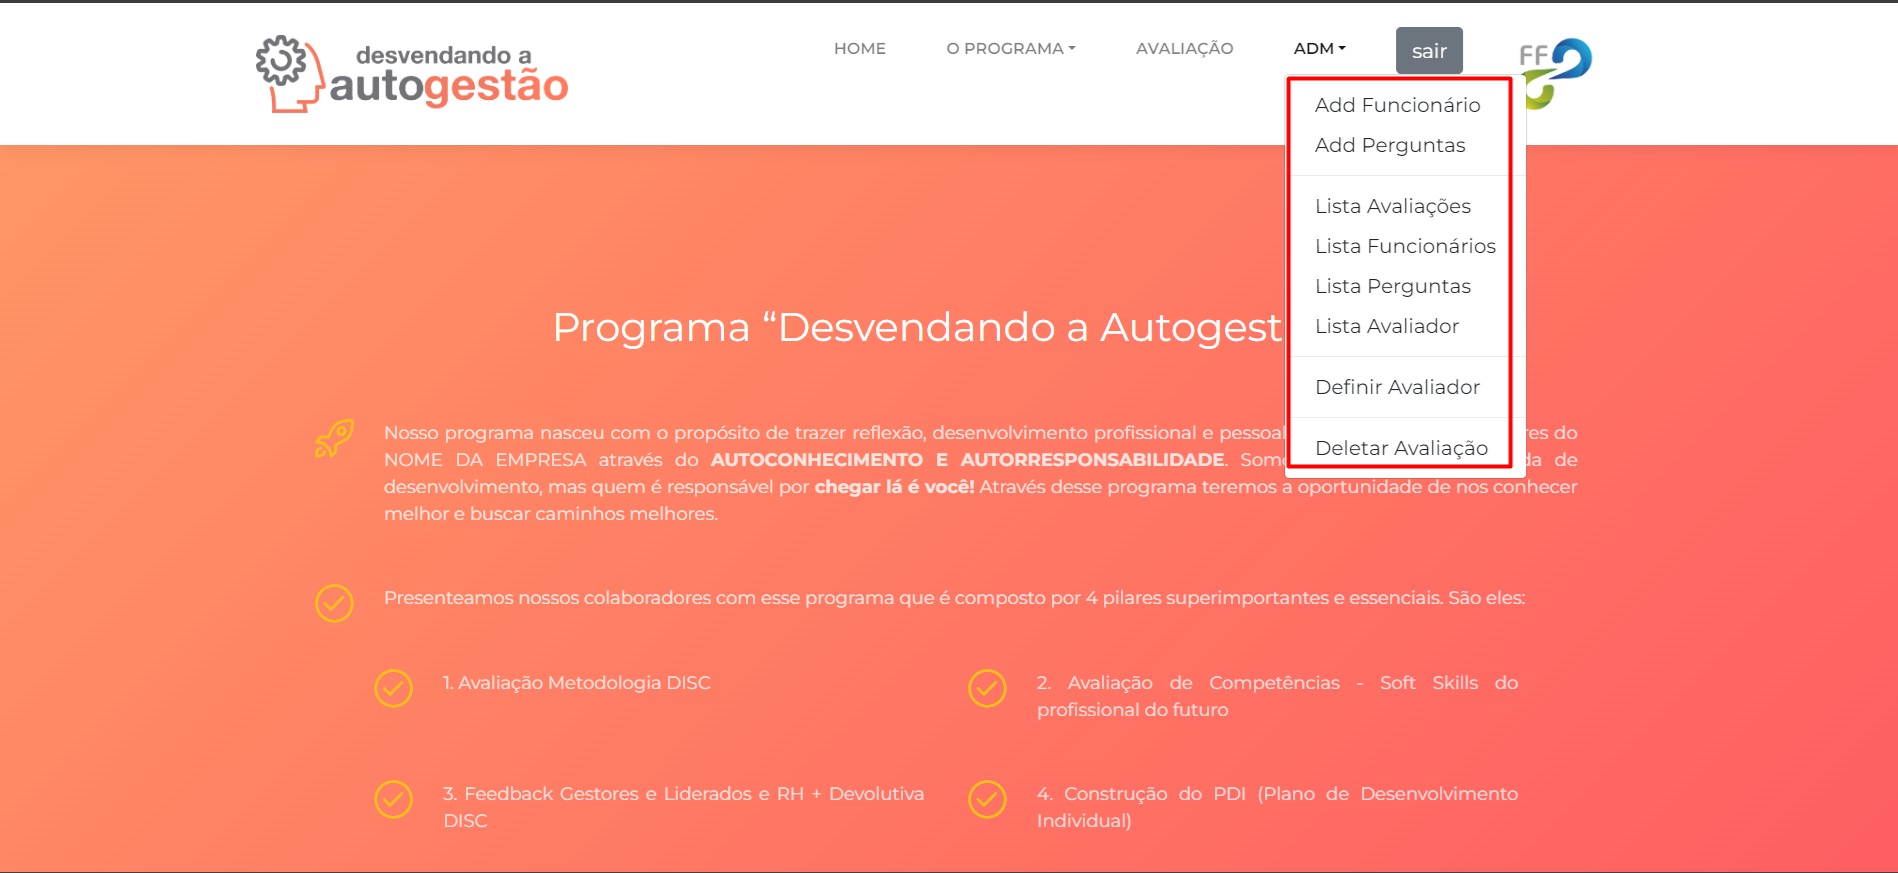 desvendando a
autogestão
HOME
O PROGRAMA
AVALIAÇÃO
ADM
sair
FF
Add Funcionário
Add Perguntas
Lista Avaliações
Lista Funcionários
Lista Perguntas
Lista Avaliador
Definir Avaliador
Deletar Avaliação
Programa “Desvendando a Autogest
Nosso programa nasceu com o propósito de trazer reflexão, desenvolvimento profissional e pessoal do
NOME DA EMPRESA através do AUTOCONHECIMENTO E AUTORRESPONSABILIDADE. de
desenvolvimento, mas quem é responsável por chegar lá é você! Através desse programa teremos a oportunidade de nos conhecer
melhor e buscar caminhos melhores.
Presenteamos nossos colaboradores com esse programa que é composto por 4 pilares superimportantes e essenciais. São eles:
1. Avaliação Metodologia DISC
2. Avaliação de Competências - Soft Skills do
profissional do futuro
3. Feedback Gestores e Liderados e RH + Devolutiva
DISC
4. Construção do PDI (Plano de Desenvolvimento
Individual)